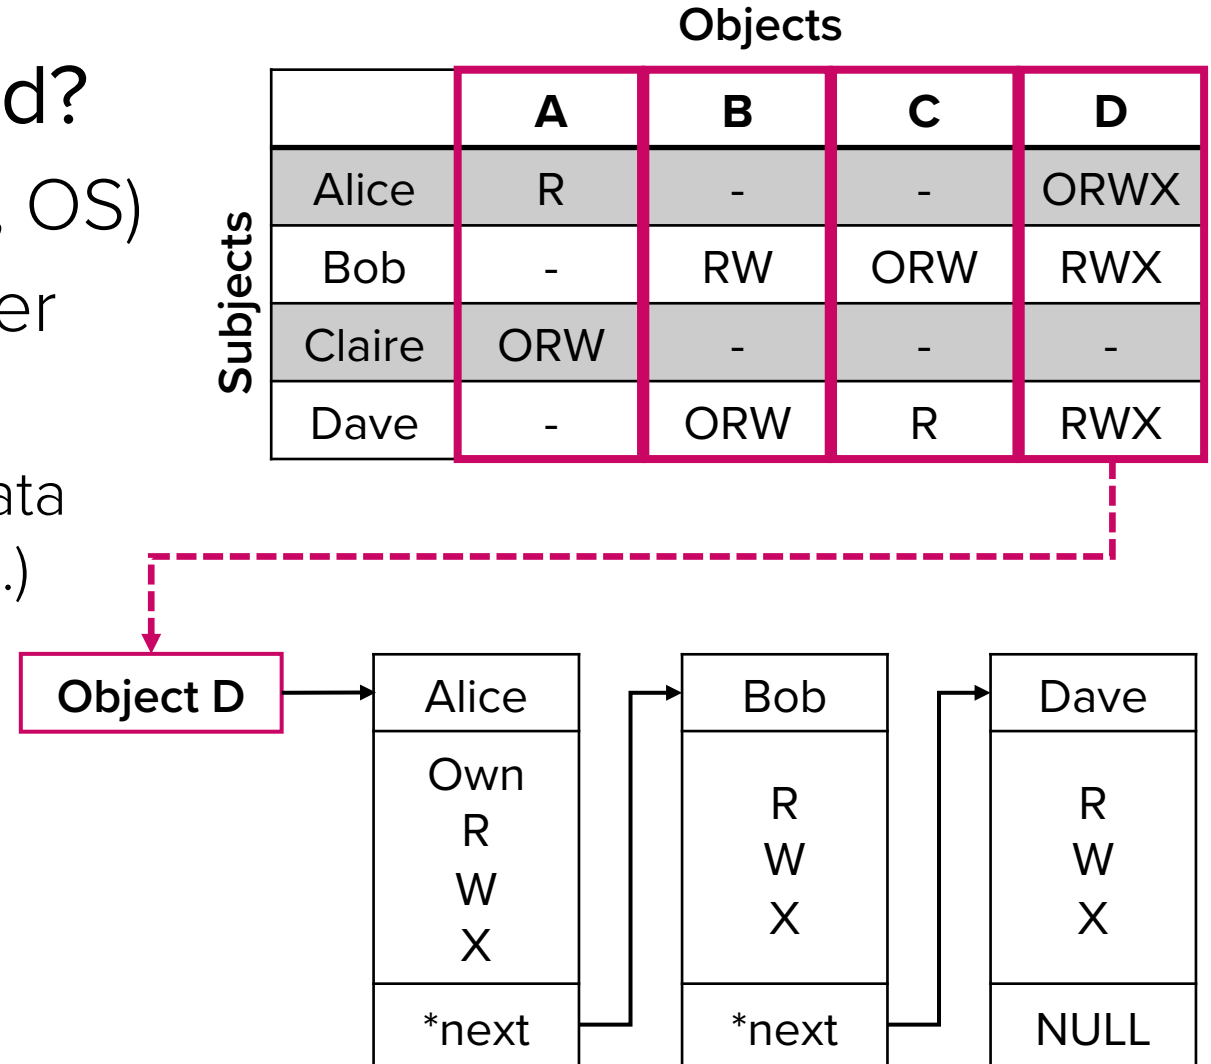 Objects
d?
, OS)
er
ata
.)
Subjects
A B C D
Alice R - - ORWX
Bob - RW ORW RWX
Claire ORW - - -
Dave - ORW R RWX
Object D
Alice Bob Dave
Own
R R R
W W W
X X X
*next *next NULL